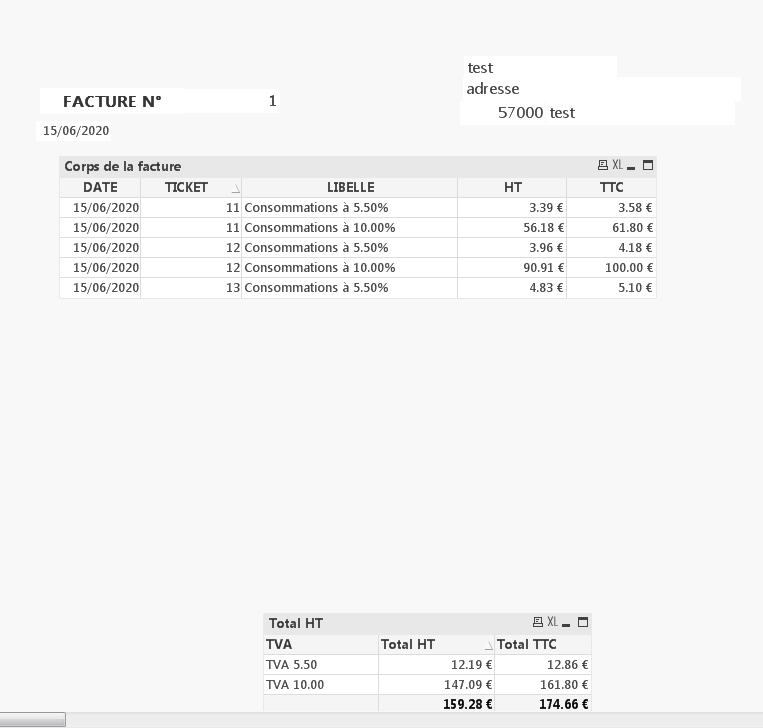 test
adresse
FACTURE N° 1
57000 test
15/06/2020
Corps de la facture XL
DATE TICKET LIBELLE HT TTC
15/06/2020 11 Consommations à 5.50% 3.39 € 3.58 €
15/06/2020 11 Consommations à 10.00% 56.18 € 61.80 €
15/06/2020 12 Consommations à 5.50% 3.96 € 4.18 €
15/06/2020 12 Consommations à 10.00% 90.91 € 100.00 €
15/06/2020 13 Consommations à 5.50% 4.83 € 5.10 €
Total HT XL
TVA Total HT Total TTC
TVA 5.50 12.19 € 12.86 €
TVA 10.00 147.09 € 161.80 €
159.28 € 174.66 €